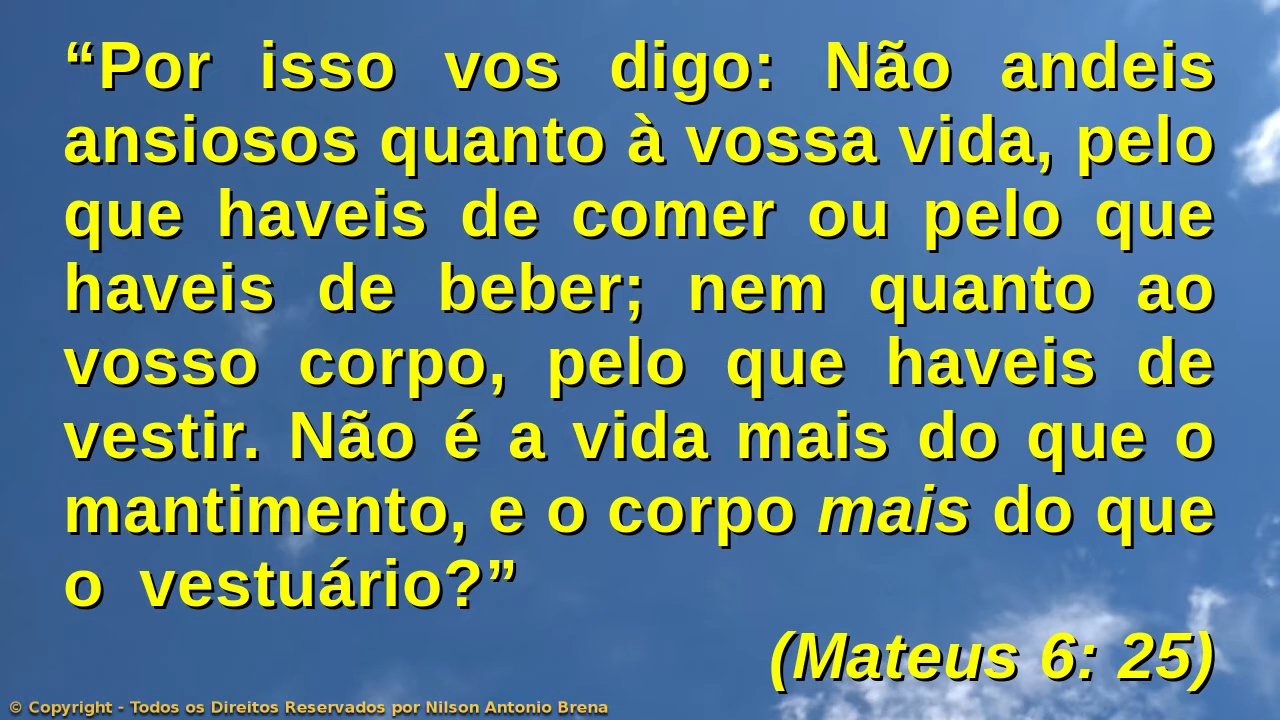 “Por isso vos digo: Não andeis
ansiosos quanto à vossa vida, pelo
que haveis de comer ou pelo que
haveis de beber; nem quanto ao
vosso corpo, pelo que haveis de
vestir. Não é a vida mais do que o
mantimento, e o corpo mais do que
o vestuário?”
(Mateus 6: 25)
© Copyright - Todos os Direitos Reservados por Nilson Antonio Brena